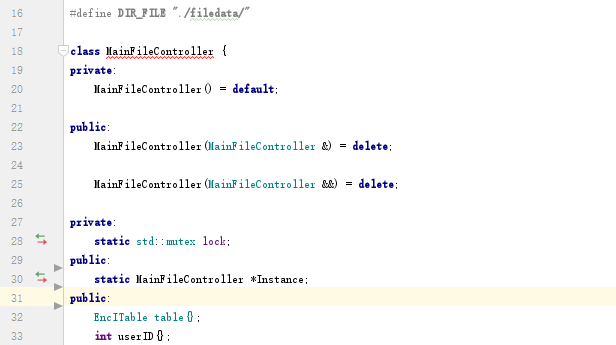 16 #define DIR_FILE "./filedata/"
17
18 class MainFileController {
19 private:
20 MainFileController() = default;
21
22 public:
23 MainFileController(MainFileController &) = delete;
24
25 MainFileController(MainFileController &&) = delete;
26
27 private:
28 static std::mutex lock;
29 public:
30 static MainFileController *Instance;
31 public:
32 EncITable table{};
33 int userID{};